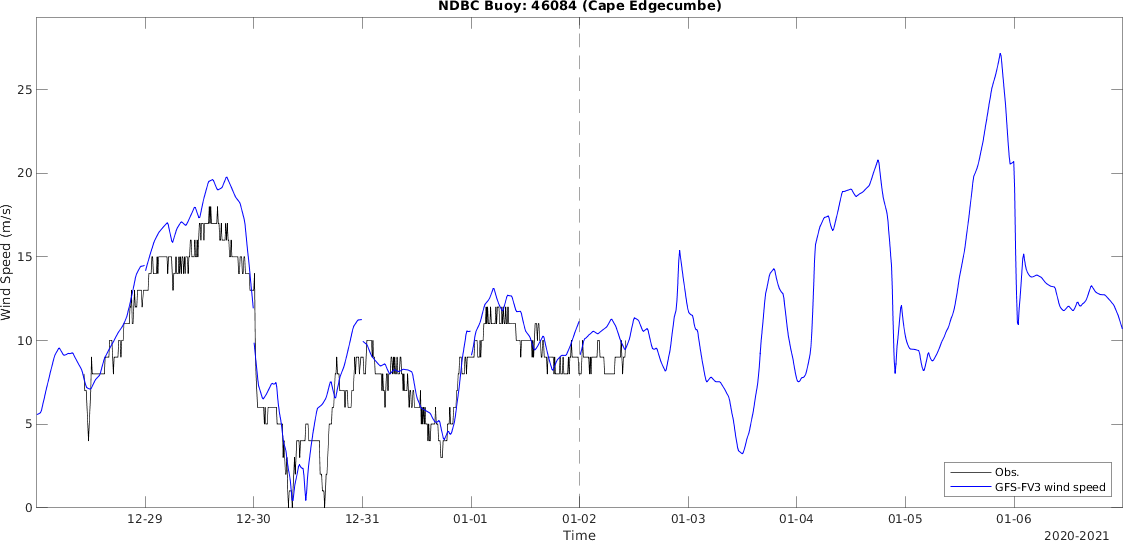 NDBC Buoy: 46084 (Cape Edgecumbe)
Wind Speed (m/s)
25
20
15
10
5
0
12-29 12-30 12-31 01-01 01-02 01-03 01-04 01-05 01-06
Time
2020-2021
Obs.
GFS-FV3 wind speed